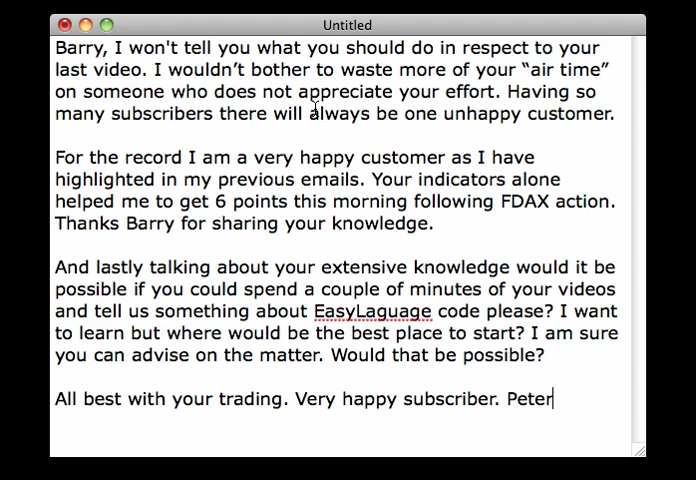 Untitled
Barry, I won't tell you what you should do in respect to your
last video. I wouldn’t bother to waste more of your “air time”
on someone who does not appreciate your effort. Having so
many subscribers there will always be one unhappy customer.
For the record I am a very happy customer as I have
highlighted in my previous emails. Your indicators alone
helped me to get 6 points this morning following FDAX action.
Thanks Barry for sharing your knowledge.
And lastly talking about your extensive knowledge would it be
possible if you could spend a couple of minutes of your videos
and tell us something about EasyLaguage code please? I want
to learn but where would be the best place to start? I am sure
you can advise on the matter. Would that be possible?
All best with your trading. Very happy subscriber. Peter